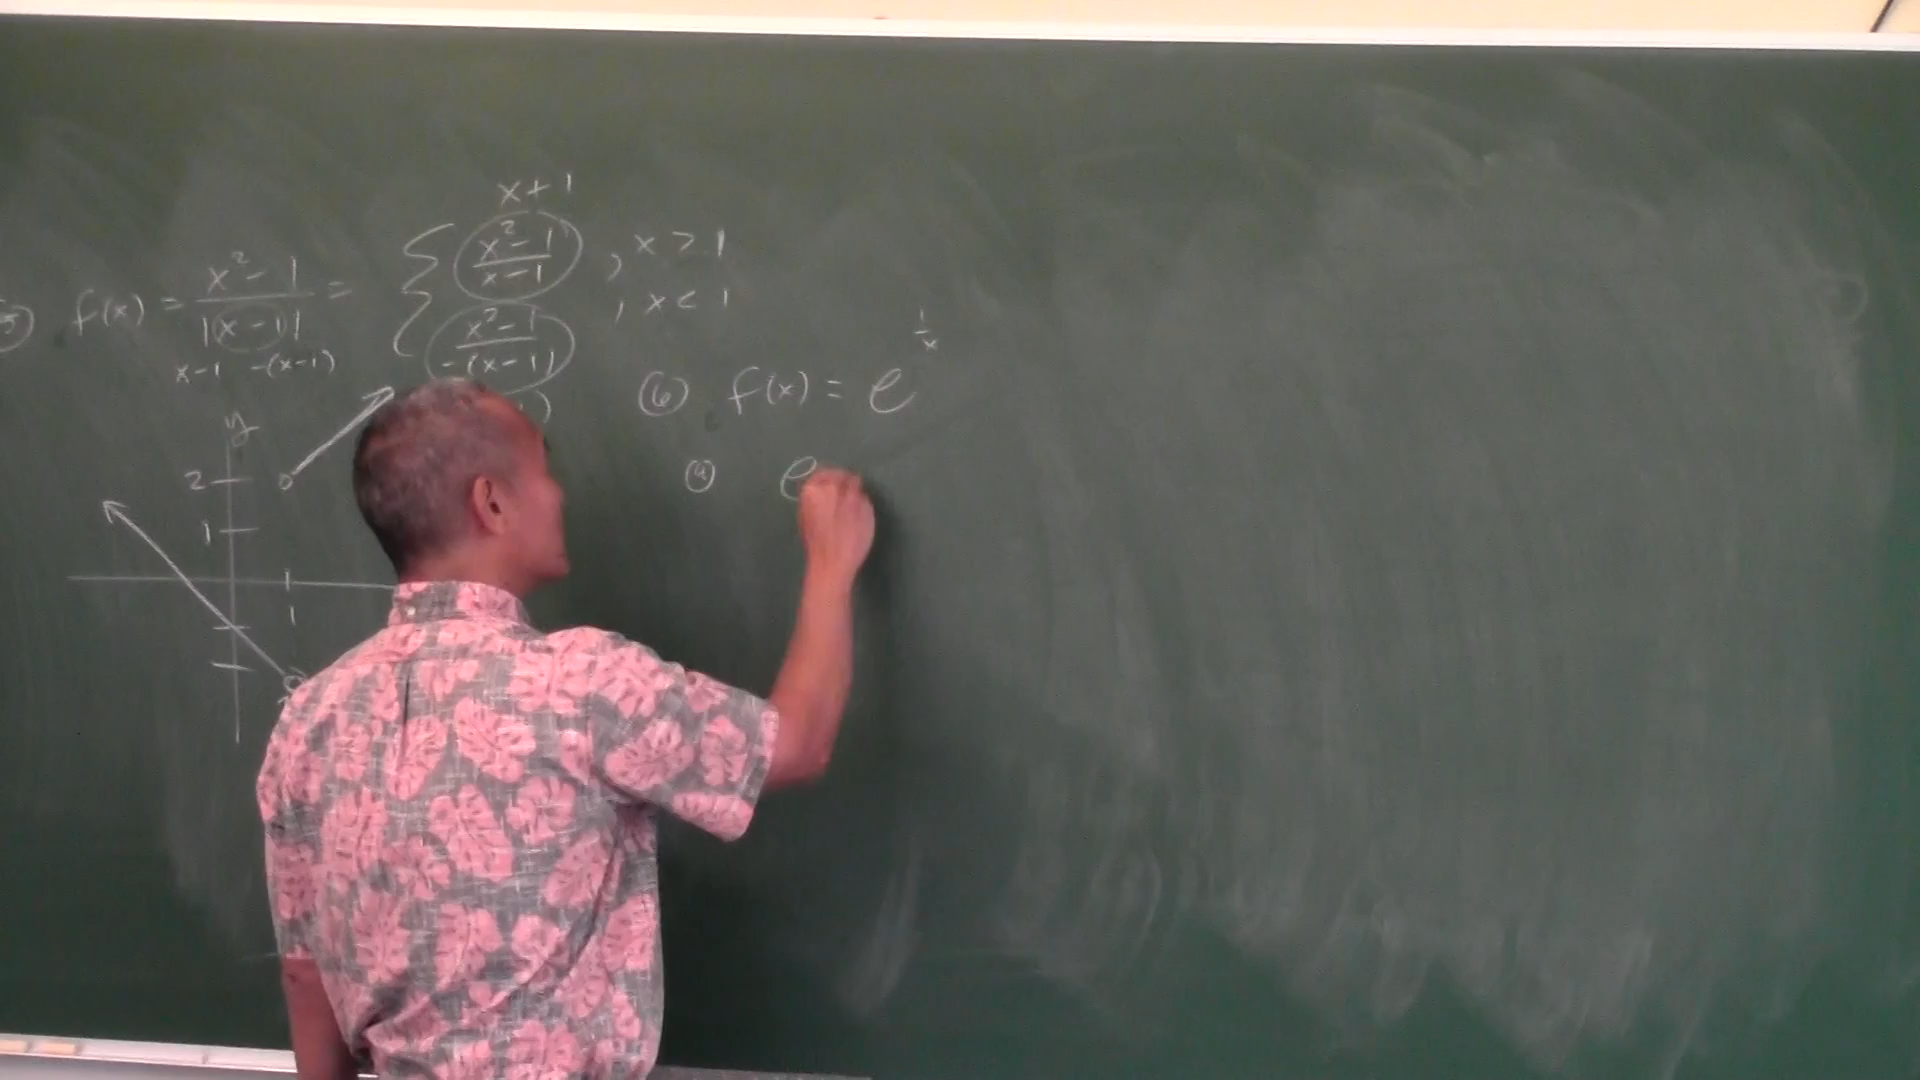 x+1
5 f(x) = x²-1 / |x-1| = { x²-1 / x-1 , x > 1
x²-1 / -(x-1) , x < 1
x-1 -(x-1)
6 f(x) = e^(1/x)
a e
y
2
1
1